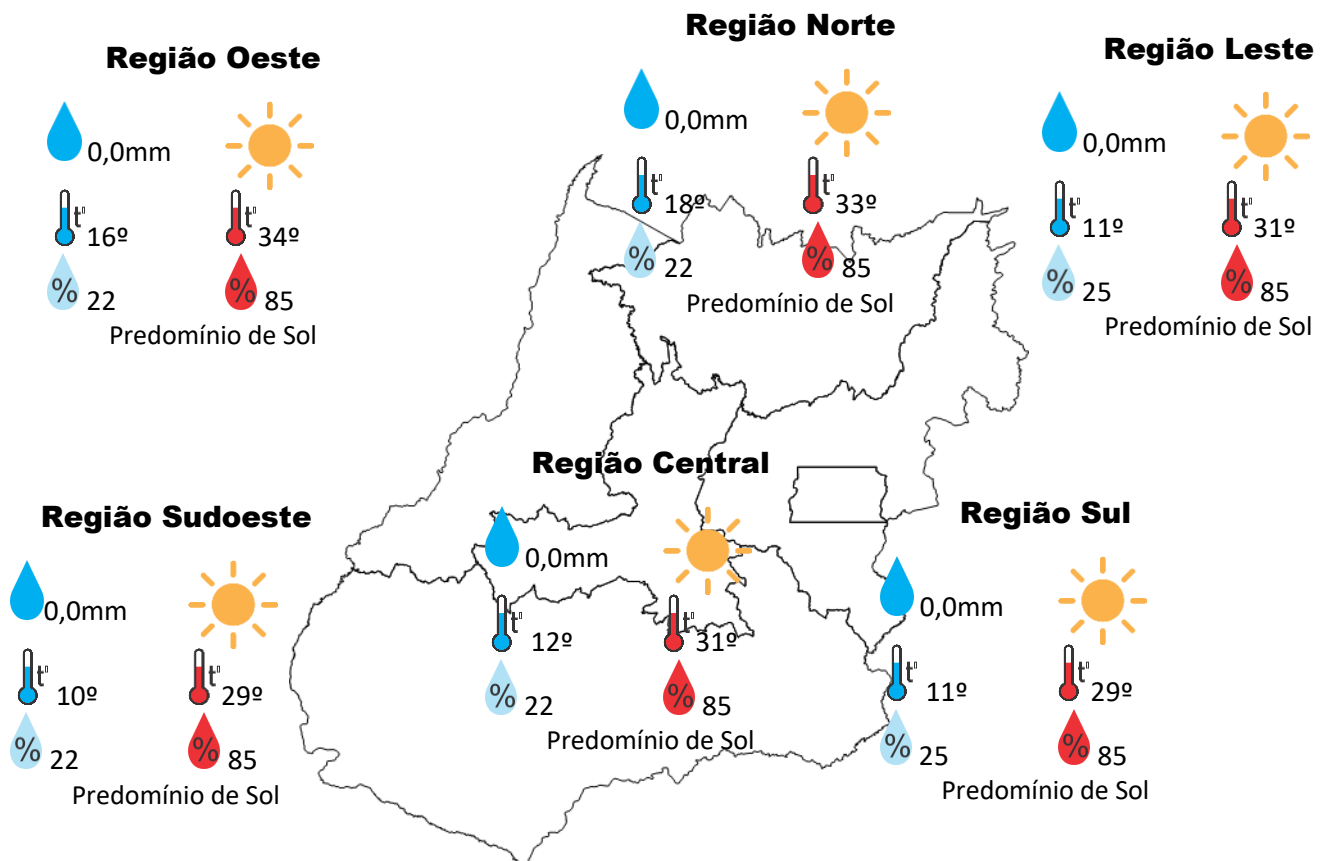 Região Oeste
0,0mm
t°
16º
t°
34º
% 22
% 85
Predomínio de Sol
Região Norte
0,0mm
t°
18º
t°
33º
% 22
% 85
Predomínio de Sol
Região Leste
0,0mm
t°
11º
t°
31º
% 25
% 85
Predomínio de Sol
Região Sudoeste
0,0mm
t°
10º
t°
29º
% 22
% 85
Predomínio de Sol
Região Central
0,0mm
t°
12º
t°
31º
% 22
% 85
Predomínio de Sol
Região Sul
0,0mm
t°
11º
t°
29º
% 25
% 85
Predomínio de Sol